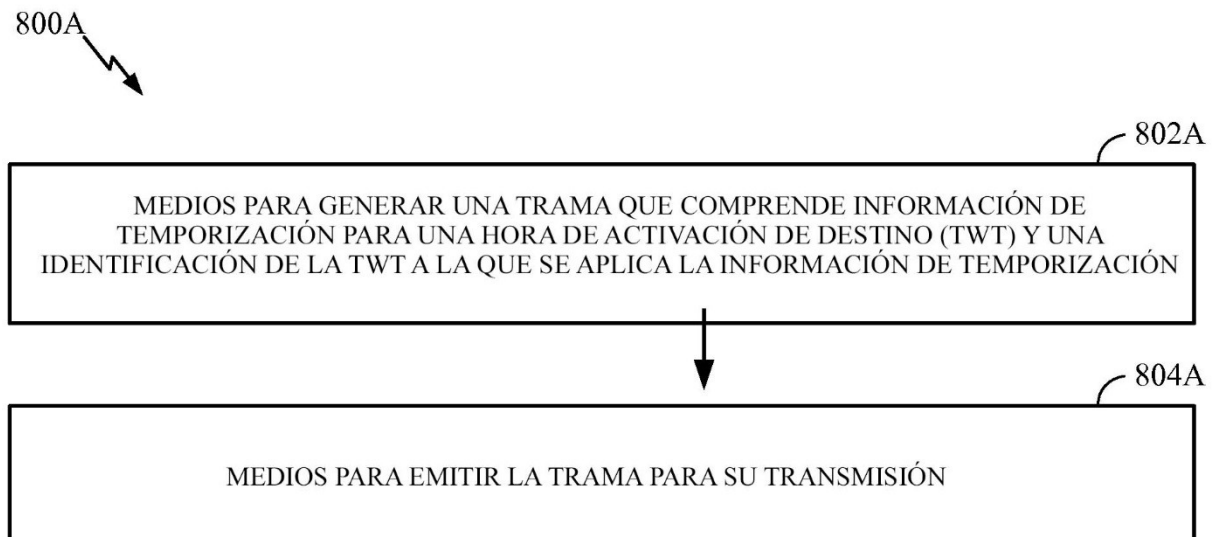 800A
802A
MEDIOS PARA GENERAR UNA TRAMA QUE COMPRENDE INFORMACIÓN DE
TEMPORIZACIÓN PARA UNA HORA DE ACTIVACIÓN DE DESTINO (TWT) Y UNA
IDENTIFICACIÓN DE LA TWT A LA QUE SE APLICA LA INFORMACIÓN DE TEMPORIZACIÓN
804A
MEDIOS PARA EMITIR LA TRAMA PARA SU TRANSMISIÓN